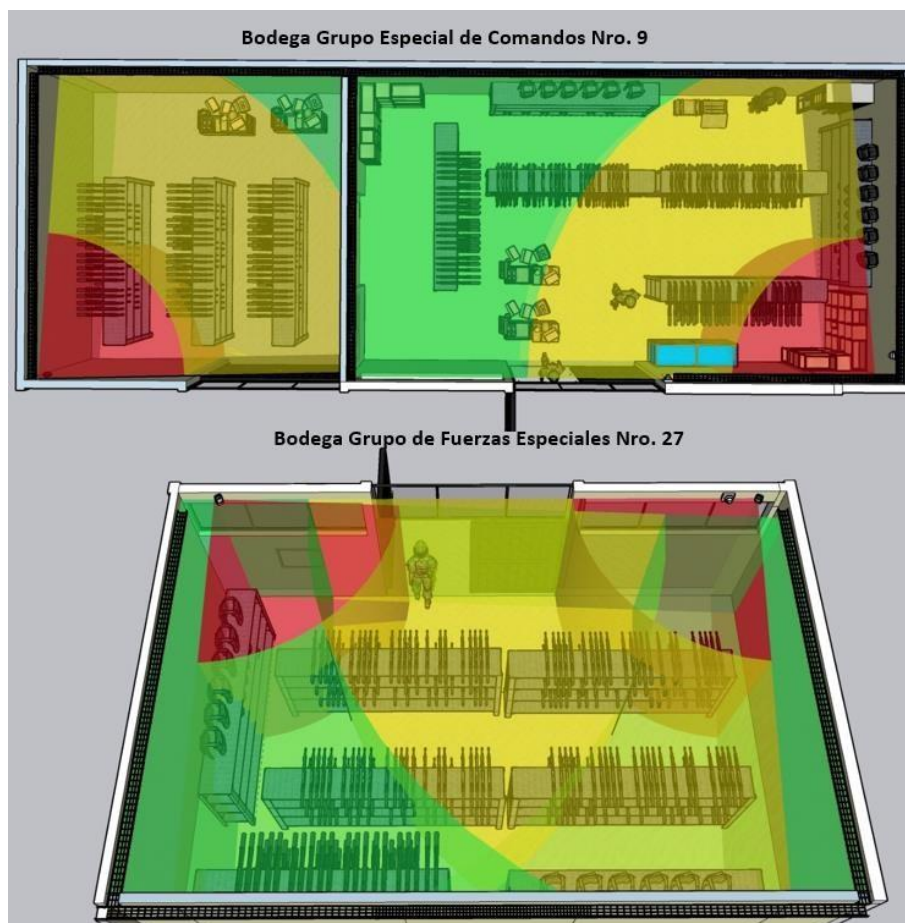 Bodega Grupo Especial de Comandos Nro. 9
Bodega Grupo de Fuerzas Especiales Nro. 27